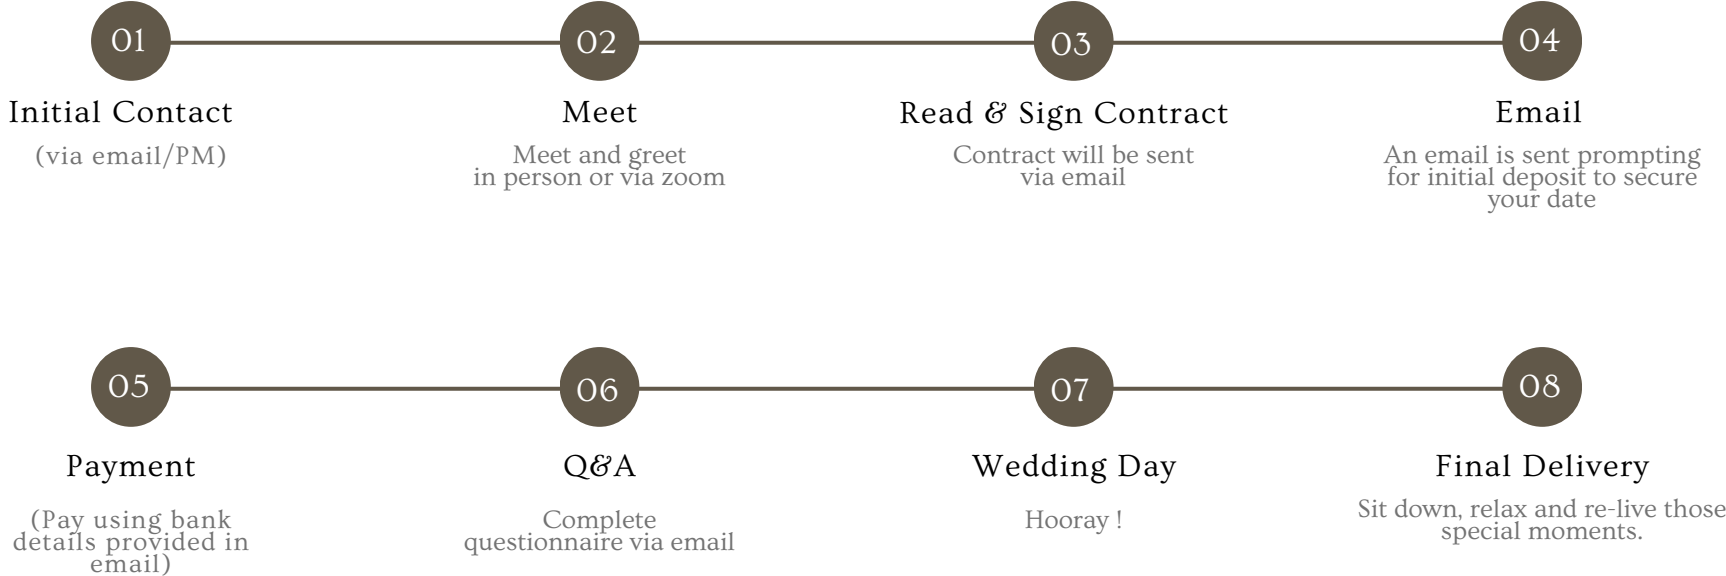 01
02
03
04
Initial Contact
(via email/PM)
Meet
Meet and greet
in person or via zoom
Read & Sign Contract
Contract will be sent
via email
Email
An email is sent prompting
for initial deposit to secure
your date
05
06
07
08
Payment
(Pay using bank
details provided in
email)
Q&A
Complete
questionnaire via email
Wedding Day
Hooray !
Final Delivery
Sit down, relax and re-live those
special moments.